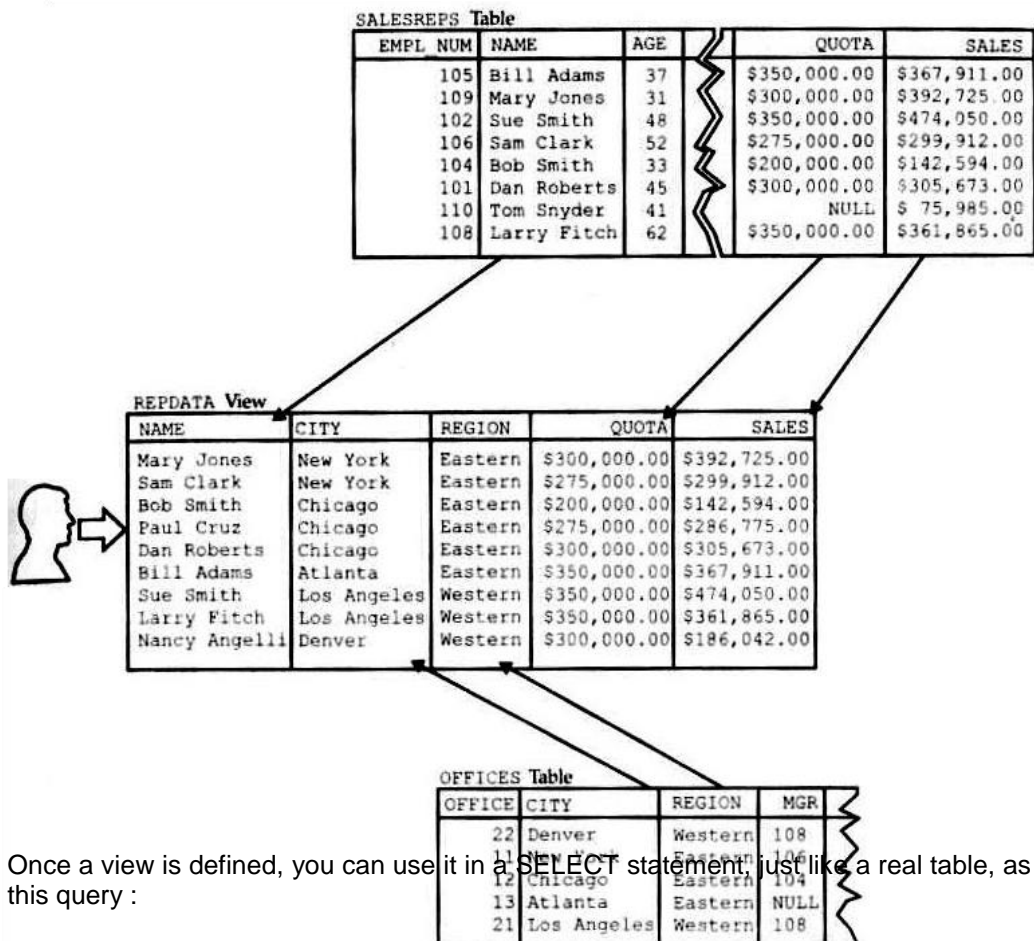 SALESREPS Table
EMPL NUM NAME AGE QUOTA SALES
105 Bill Adams 37 $350,000.00 $367,911.00
109 Mary Jones 31 $300,000.00 $392,725.00
102 Sue Smith 48 $350,000.00 $474,050.00
106 Sam Clark 52 $275,000.00 $299,912.00
104 Bob Smith 33 $200,000.00 $142,594.00
101 Dan Roberts 45 $300,000.00 $305,673.00
110 Tom Snyder 41 NULL $ 75,985.00
108 Larry Fitch 62 $350,000.00 $361,865.00
REPDATA View
NAME CITY REGION QUOTA SALES
Mary Jones New York Eastern $300,000.00 $392,725.00
Sam Clark New York Eastern $275,000.00 $299,912.00
Bob Smith Chicago Eastern $200,000.00 $142,594.00
Paul Cruz Chicago Eastern $275,000.00 $286,775.00
Dan Roberts Chicago Eastern $300,000.00 $305,673.00
Bill Adams Atlanta Eastern $350,000.00 $367,911.00
Sue Smith Los Angeles Western $350,000.00 $474,050.00
Larry Fitch Los Angeles Western $350,000.00 $361,865.00
Nancy Angelli Denver Western $300,000.00 $186,042.00
OFFICES Table
OFFICE CITY REGION MGR
22 Denver Western 108
11 New York Eastern 106
12 Chicago Eastern 104
13 Atlanta Eastern NULL
21 Los Angeles Western 108
Once a view is defined, you can use it in a SELECT statement, just like a real table, as
this query :